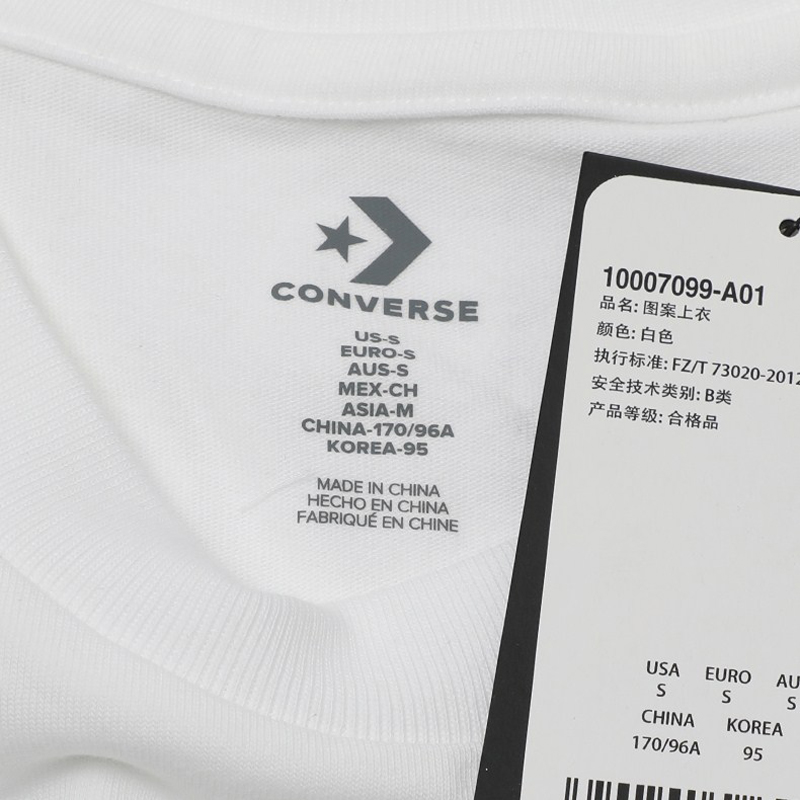 CONVERSE
US-S
EURO-S
AUS-S
MEX-CH
ASIA-M
CHINA-170/96A
KOREA-95
MADE IN CHINA
HECHO EN CHINA
FABRIQUÉ EN CHINE
10007099-A01
品名: 图案上衣
颜色: 白色
执行标准: FZ/T 73020-2012
安全技术类别: B类
产品等级: 合格品
USA EURO AU
S S S
CHINA KOREA
170/96A 95